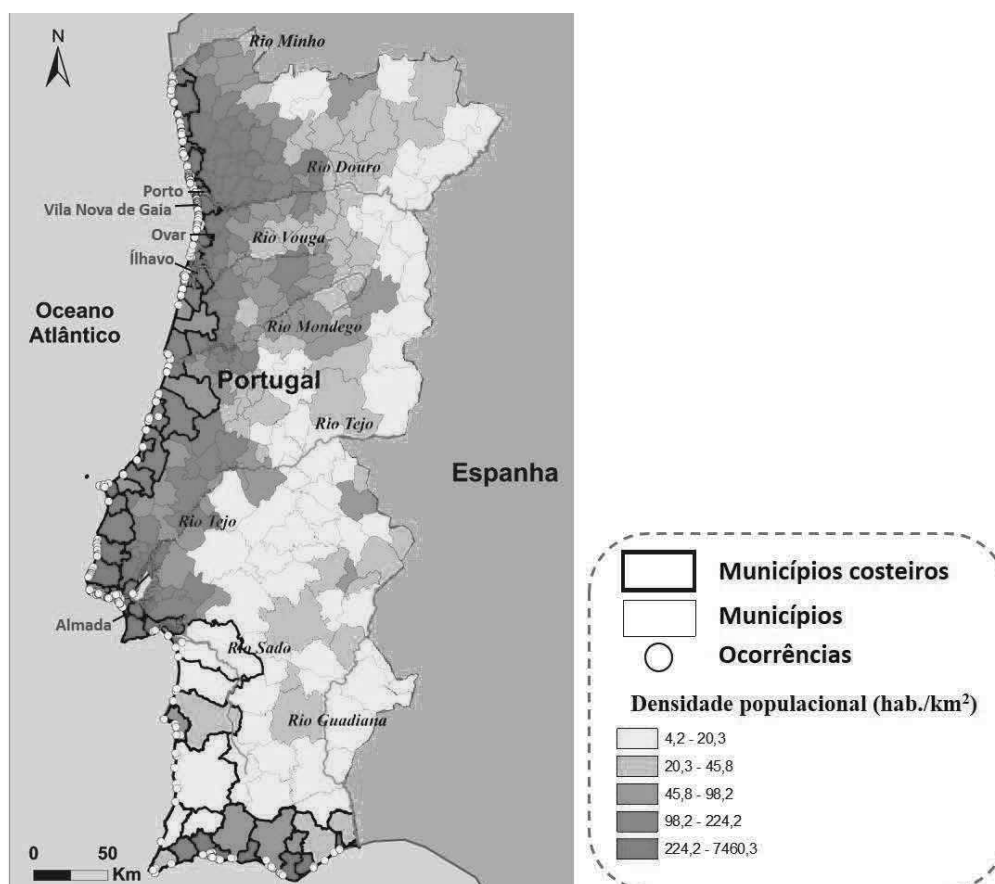 N
Rio Minho
Rio Douro
Porto
Vila Nova de Gaia
Ovar
Rio Vouga
Ílhavo
Oceano
Atlântico
Rio Mondego
Portugal
Rio Tejo
Espanha
Rio Tejo
Almada
Rio Sado
Rio Guadiana
0 50
Km
Municípios costeiros
Municípios
Ocorrências
Densidade populacional (hab./km²)
4,2 - 20,3
20,3 - 45,8
45,8 - 98,2
98,2 - 224,2
224,2 - 7460,3